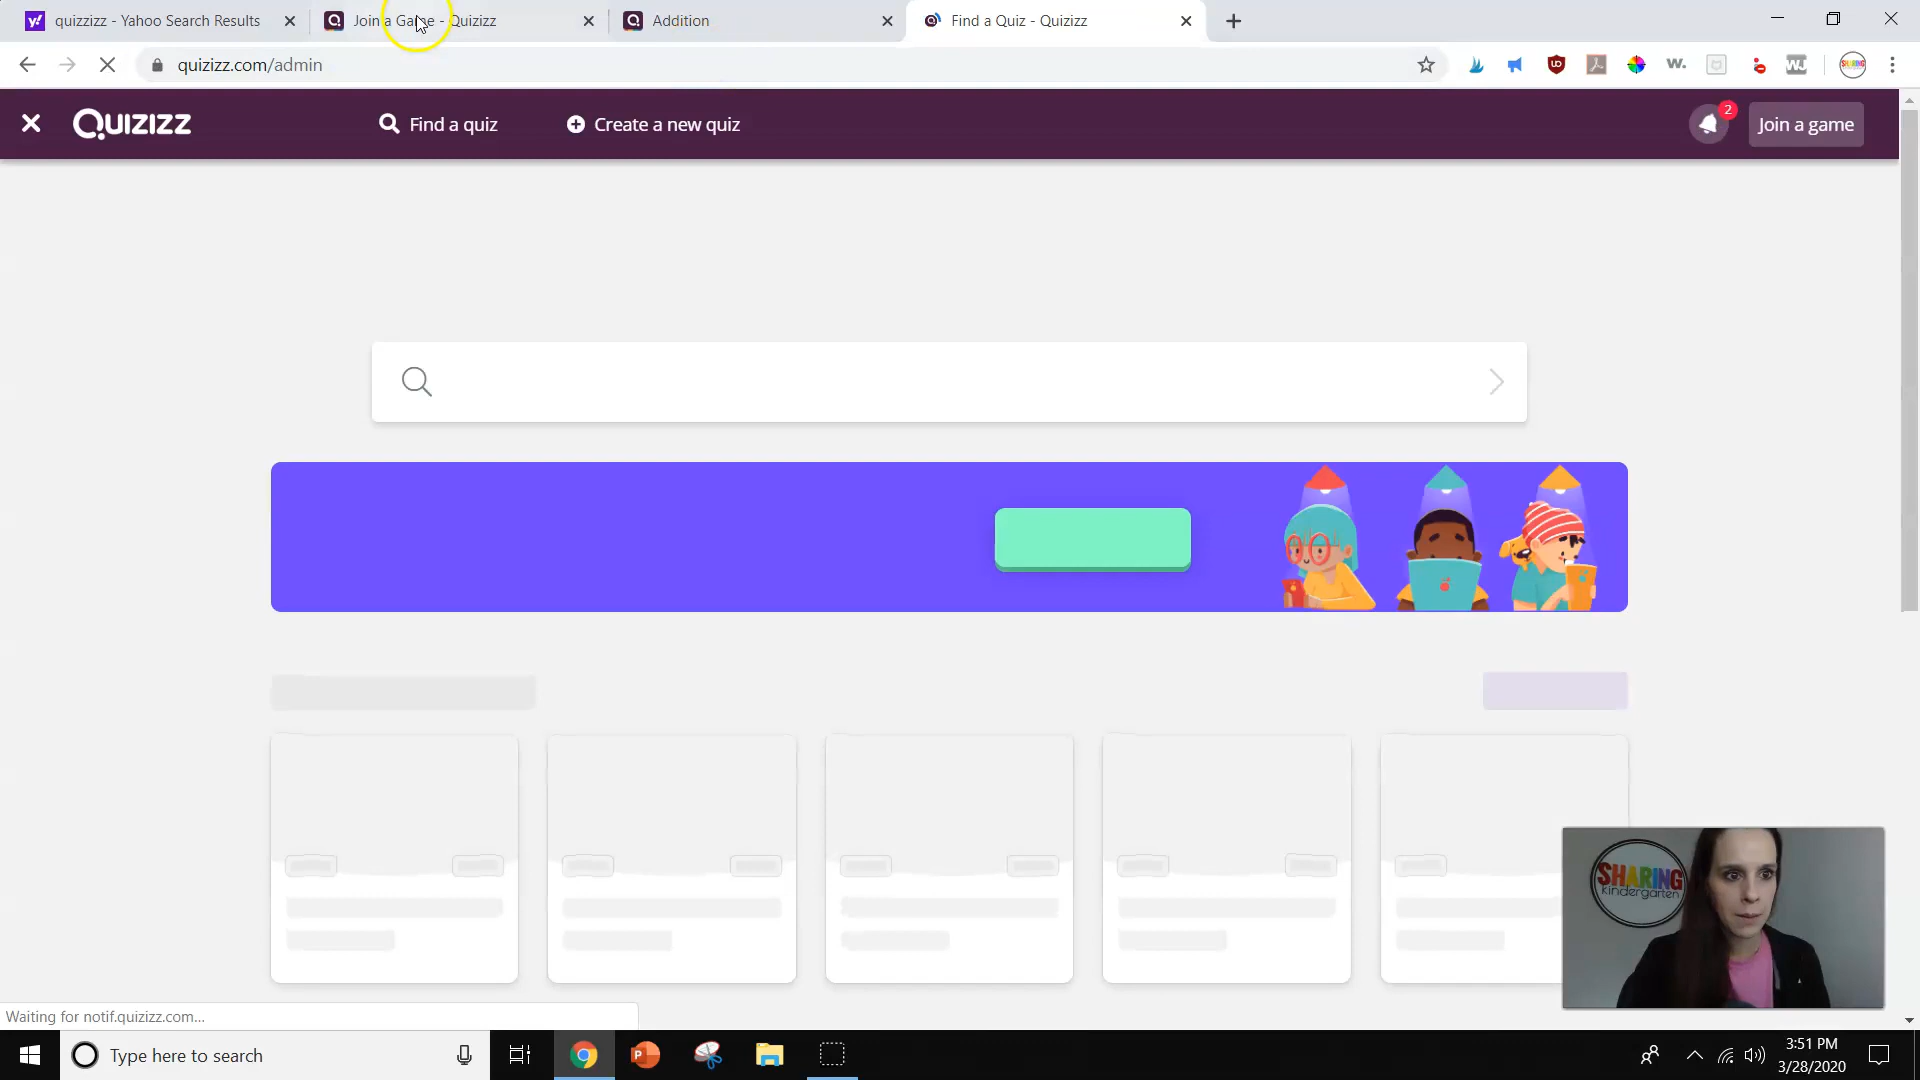 quizzizz - Yahoo Search Results
Join a Game - Quizizz
Addition
Find a Quiz - Quizizz
quizizz.com/admin
Quizizz
Find a quiz
Create a new quiz
2
Join a game
SHARING
kindergarten
Waiting for notif.quizizz.com...
Type here to search
3:51 PM
3/28/2020